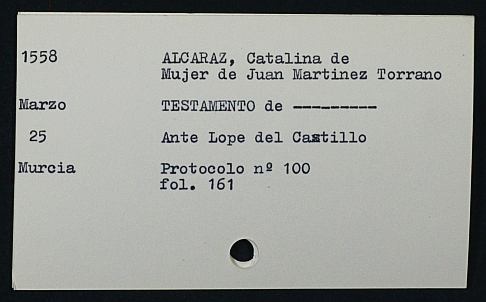 1558 ALCARAZ, Catalina de
Mujer de Juan Martinez Torrano
Marzo TESTAMENTO de ---------
25 Ante Lope del Castillo
Murcia Protocolo nº 100
fol. 161